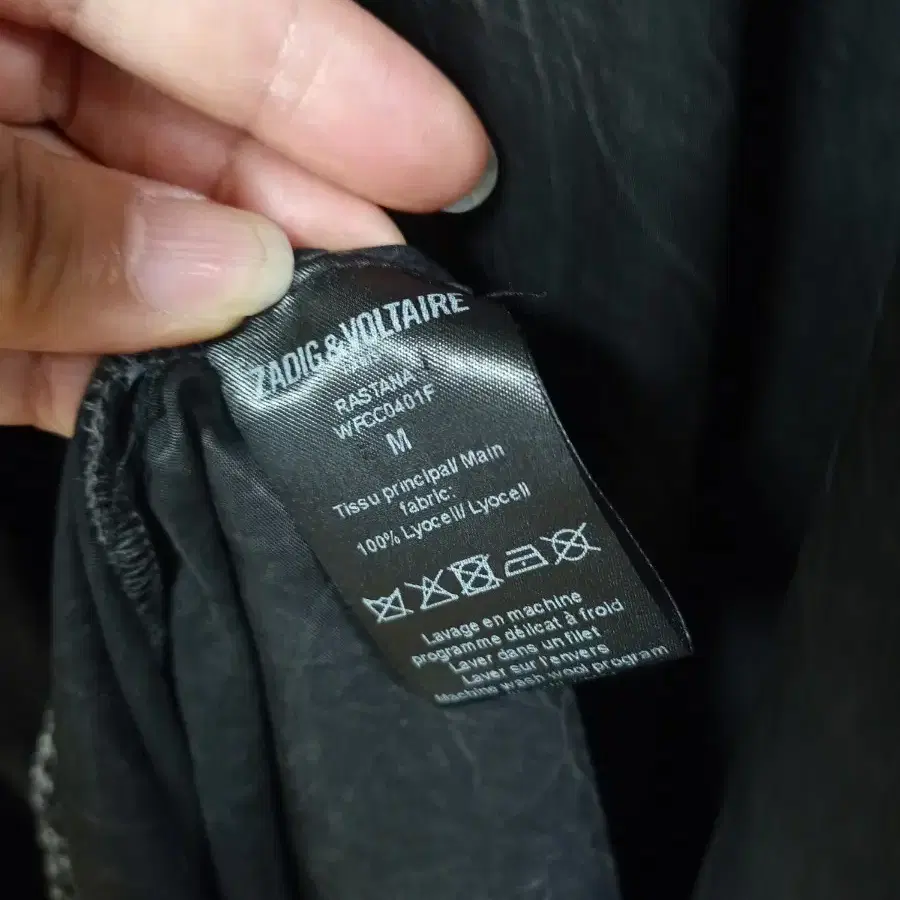 ZADIG&VOLTAIRE
PARIS
RASTANA
WFCC0401F
M
Tissu principal/ Main
fabric:
100% Lyocell/ Lyocell
Lavage en machine
programme délicat à froid
Laver dans un filet
Laver sur l'envers
Machine wash wool program